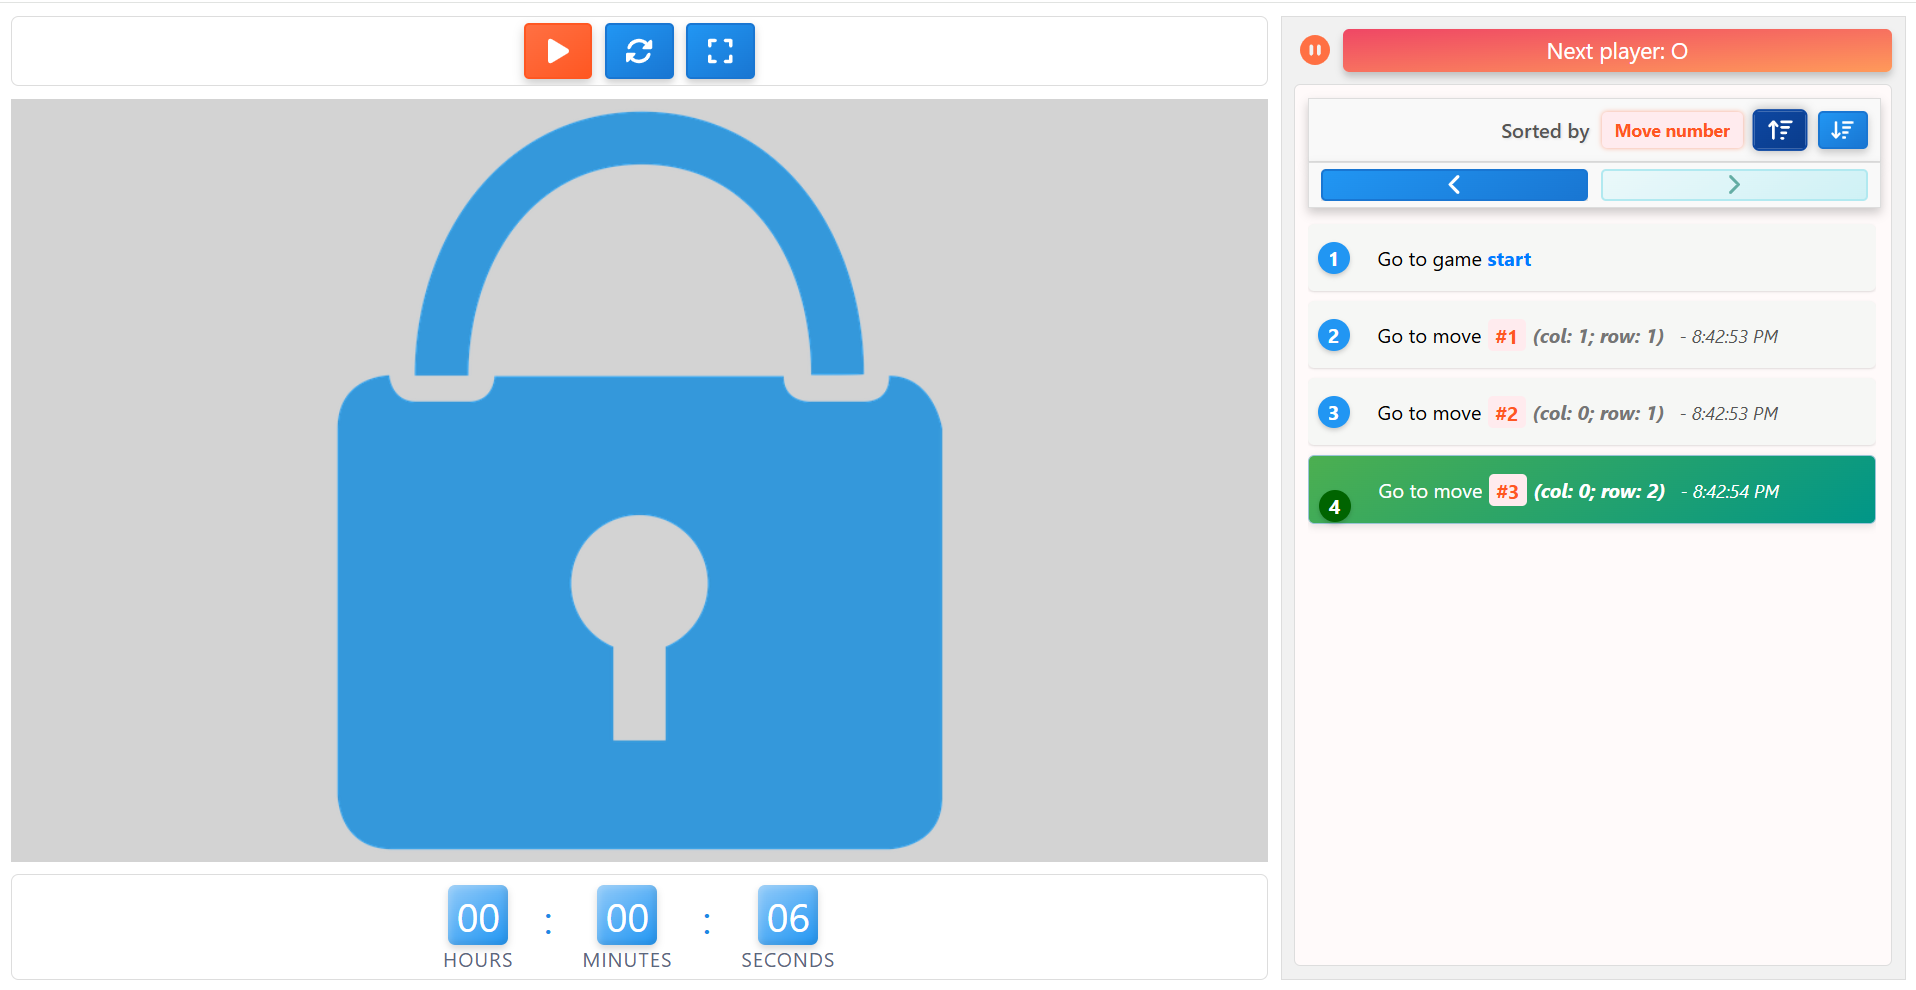 Next player: O
Sorted by Move number
1 Go to game start
2 Go to move #1 (col: 1; row: 1) - 8:42:53 PM
3 Go to move #2 (col: 0; row: 1) - 8:42:53 PM
4 Go to move #3 (col: 0; row: 2) - 8:42:54 PM
00 : 00 : 06
HOURS MINUTES SECONDS